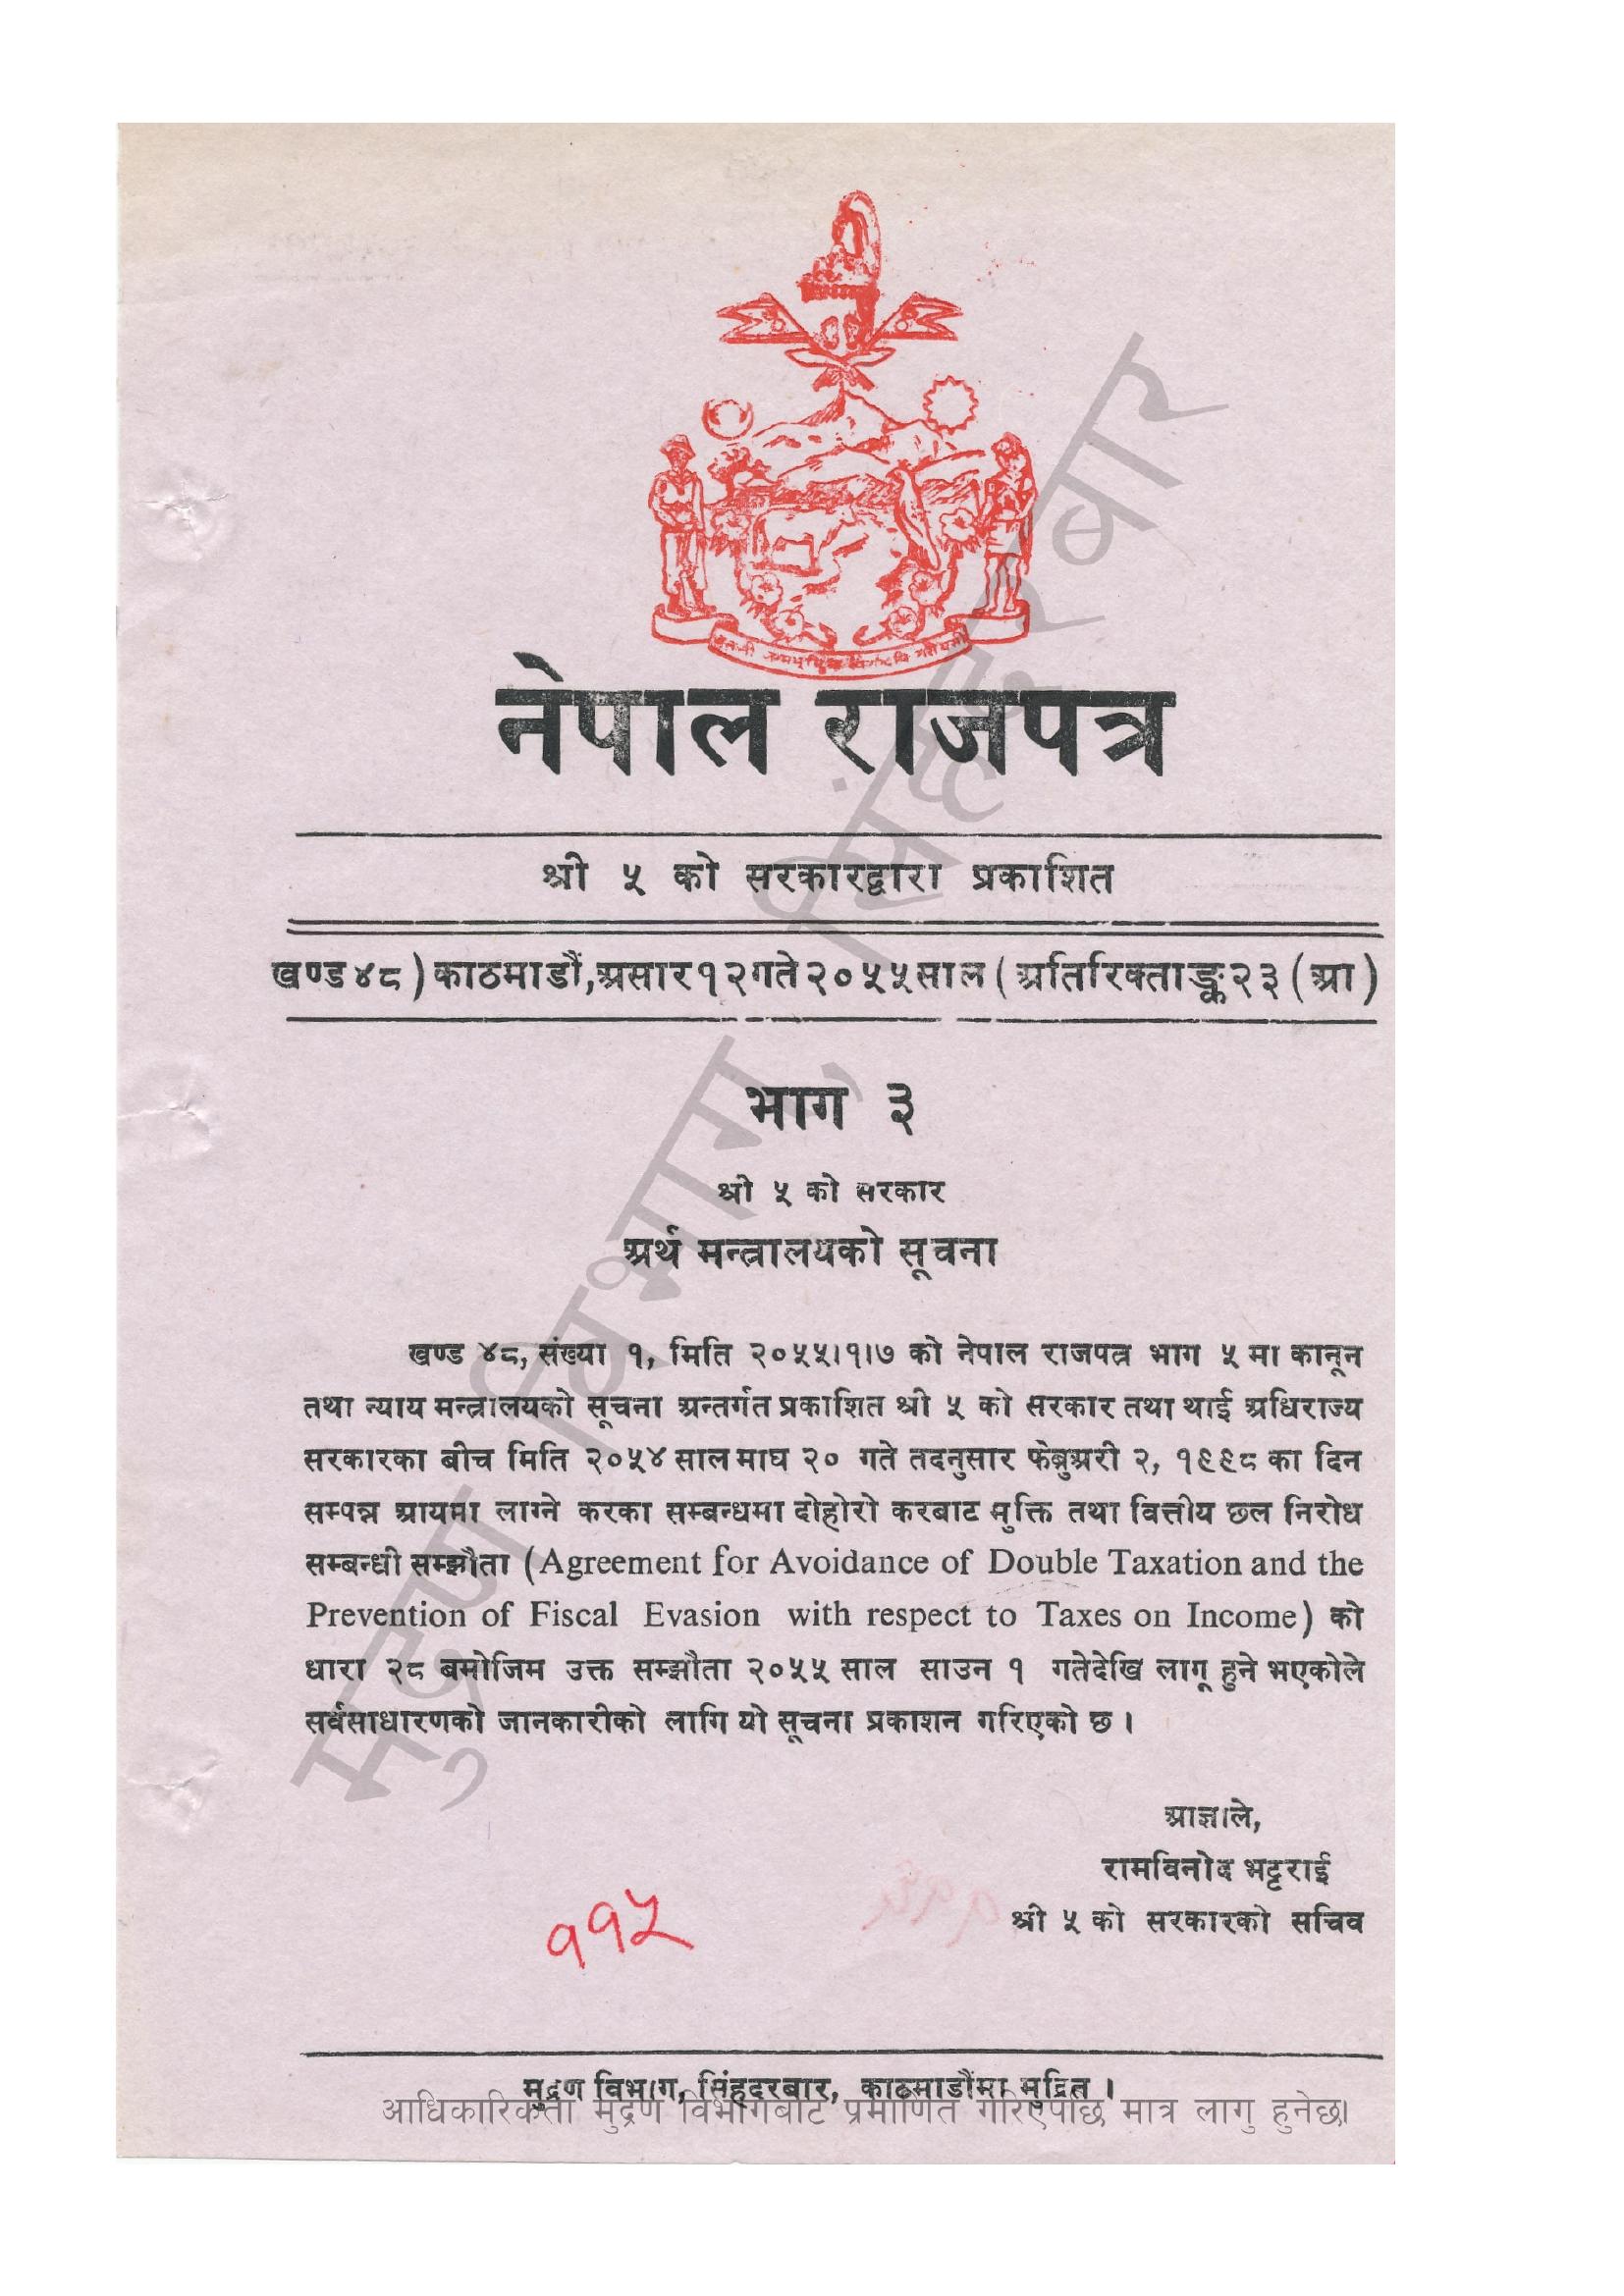 नेपाल राजपत्र
श्री ५ को सरकारद्वारा प्रकाशित
खण्ड ४८) काठमाडौं, असार १२ गते २०५५ साल (अतिरिक्ताङ्क २३ (आ)
भाग ३
श्री ५ को सरकार
अर्थ मन्त्रालयको सूचना
खण्ड ४८, संख्या १, मिति २०५५।१।७ को नेपाल राजपत्र भाग ५ मा कानून
तथा न्याय मन्त्रालयको सूचना अन्तर्गत प्रकाशित श्री ५ को सरकार तथा थाई अधिराज्य
सरकारका बीच मिति २०५४ साल माघ २० गते तदनुसार फेब्रुअरी २, १९९८ का दिन
सम्पन्न आयमा लाग्ने करका सम्बन्धमा दोहोरो करबाट मुक्ति तथा वित्तीय छल निरोध
सम्बन्धी सम्झौता (Agreement for Avoidance of Double Taxation and the
Prevention of Fiscal Evasion with respect to Taxes on Income) को
धारा २८ बमोजिम उक्त सम्झौता २०५५ साल साउन १ गतेदेखि लागू हुने भएकोले
सर्वसाधारणको जानकारीको लागि यो सूचना प्रकाशन गरिएको छ ।
आज्ञाले,
रामविनोद भट्टराई
श्री ५ को सरकारको सचिव
११५
मुद्रण विभाग, सिंहदरबार, काठमाडौंमा मुद्रित ।
आधिकारिकता मुद्रण विभागबाट प्रमाणित गरिएपछि मात्र लागु हुनेछ।
मुद्रण विभाग, सिंहदरबार